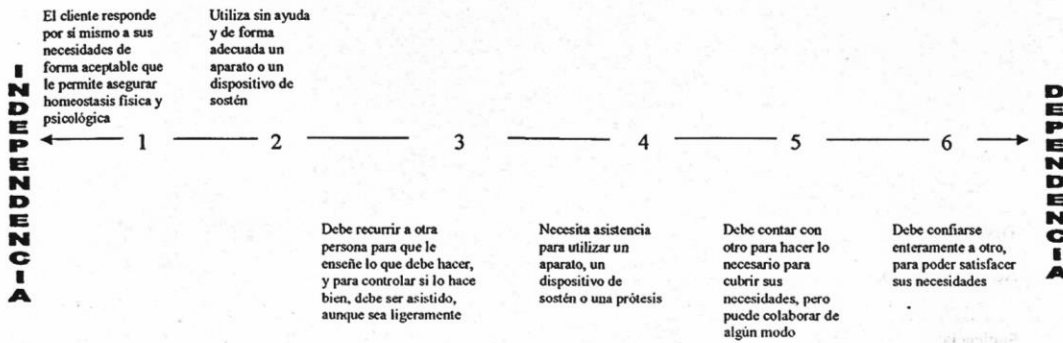 INDEPENDENCIA
El cliente responde
por sí mismo a sus
necesidades de
forma aceptable que
le permite asegurar
homeostasis física y
psicológica
Utiliza sin ayuda
y de forma
adecuada un
aparato o un
dispositivo de
sostén
1
2
3
4
5
6
DEPENDENCIA
Debe recurrir a otra
persona para que le
enseñe lo que debe hacer,
y para controlar si lo hace
bien, debe ser asistido,
aunque sea ligeramente
Necesita asistencia
para utilizar un
aparato, un
dispositivo de
sostén o una prótesis
Debe contar con
otro para hacer lo
necesario para
cubrir sus
necesidades, pero
puede colaborar de
algún modo
Debe confiarse
enteramente a otro,
para poder satisfacer
sus necesidades